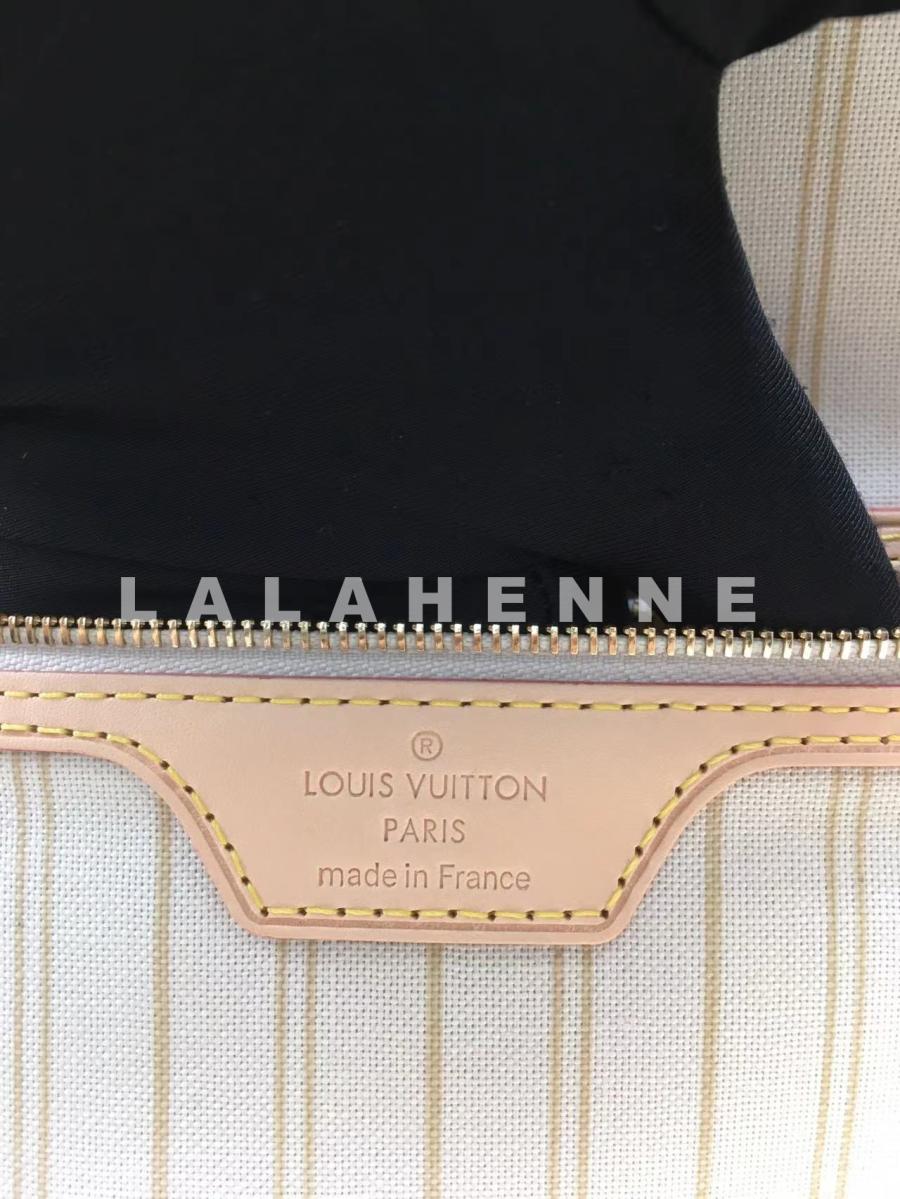 LALAHENNE
®
LOUIS VUITTON
PARIS
made in France